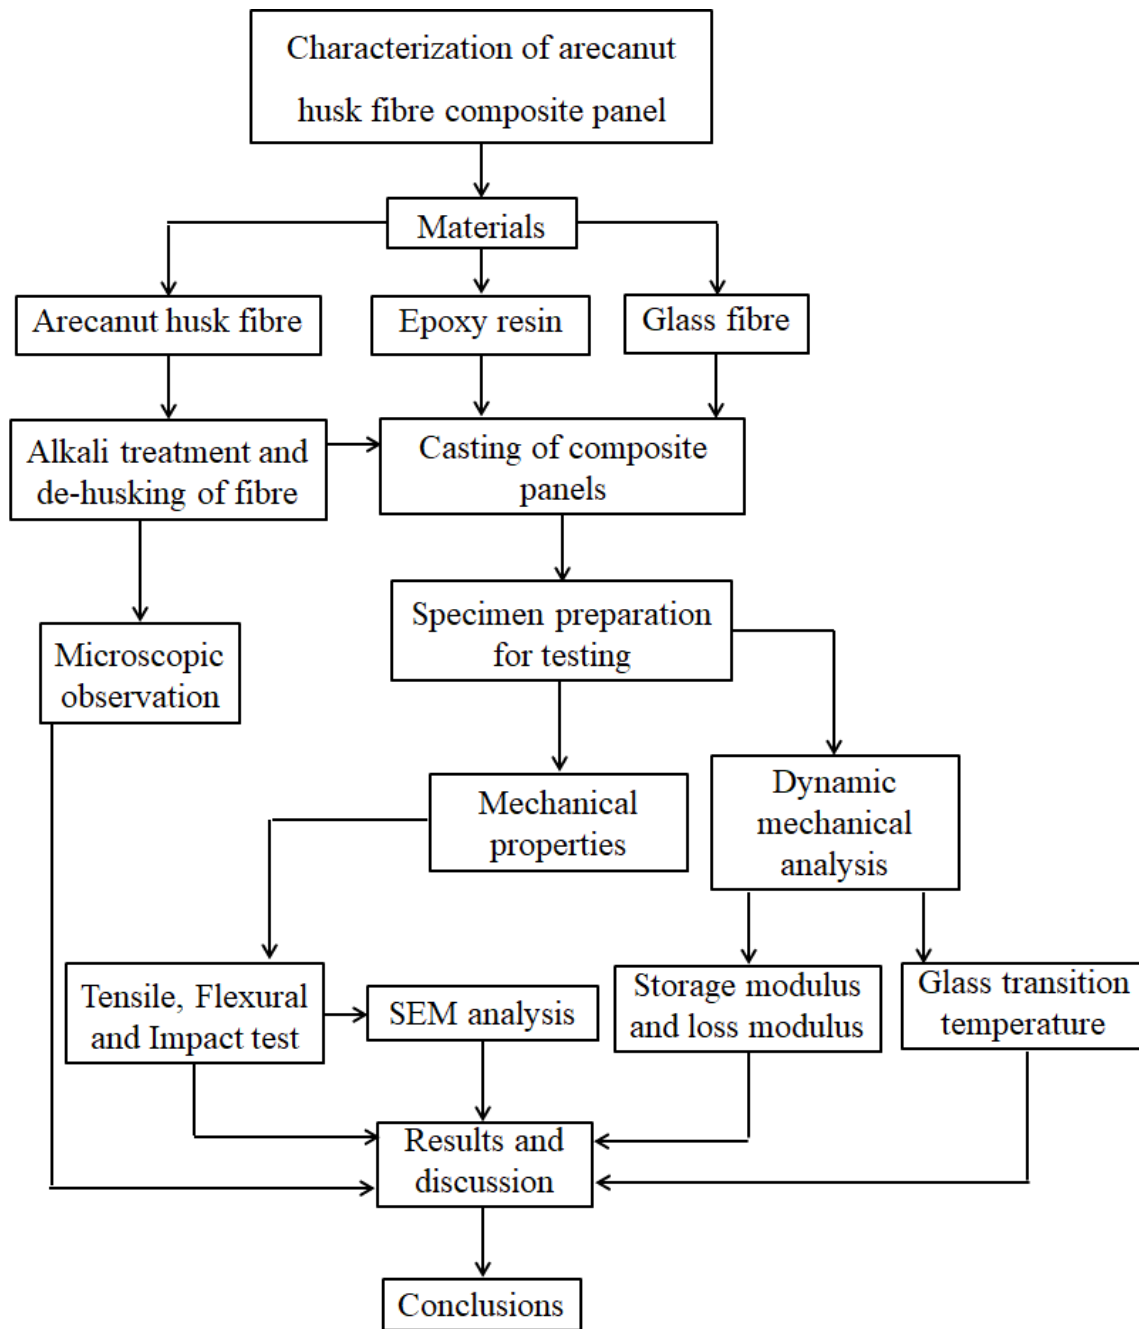 Characterization of arecanut
husk fibre composite panel
Materials
Arecanut husk fibre
Epoxy resin
Glass fibre
Alkali treatment and
de-husking of fibre
Casting of composite
panels
Microscopic
observation
Specimen preparation
for testing
Mechanical
properties
Dynamic
mechanical
analysis
Tensile, Flexural
and Impact test
SEM analysis
Storage modulus
and loss modulus
Glass transition
temperature
Results and
discussion
Conclusions